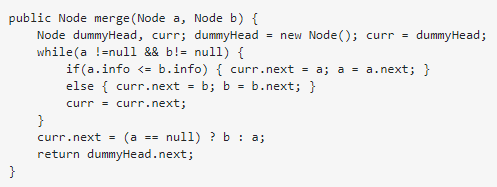 public Node merge(Node a, Node b) {
    Node dummyHead, curr; dummyHead = new Node(); curr = dummyHead;
    while(a !=null && b!= null) {
        if(a.info <= b.info) { curr.next = a; a = a.next; }
        else { curr.next = b; b = b.next; }
        curr = curr.next;
    }
    curr.next = (a == null) ? b : a;
    return dummyHead.next;
}